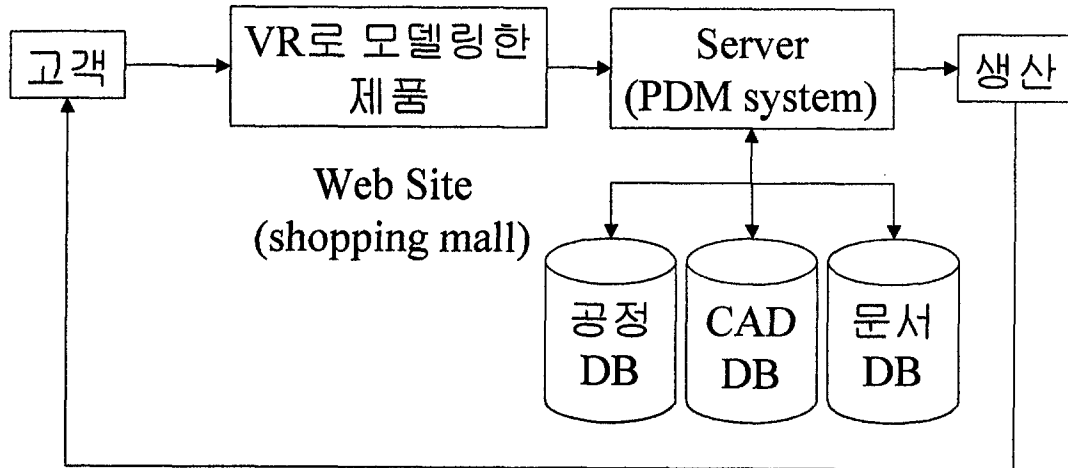 고객
VR로 모델링한
제품
Server
(PDM system)
생산
Web Site
(shopping mall)
공정
DB
CAD
DB
문서
DB